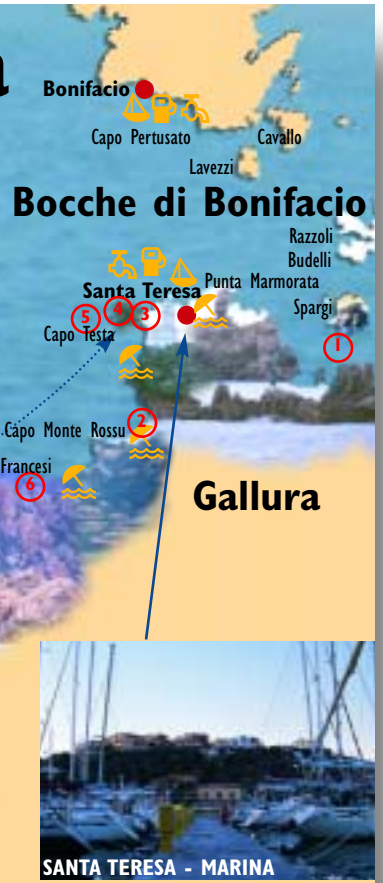 a
Bonifacio
Capo Pertusato
Cavallo
Lavezzi
Bocche di Bonifacio
Razzoli
Budelli
Santa Teresa
Punta Marmorata
Spargi
5
4
3
1
Capo Testa
Capo Monte Rossu
2
Francesi
6
Gallura
SANTA TERESA - MARINA